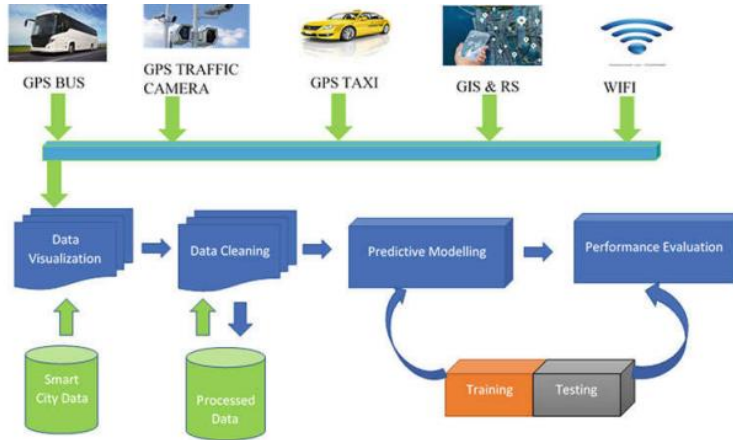 GPS BUS
GPS TRAFFIC
CAMERA
GPS TAXI
GIS & RS
WIFI
Data
Visualization
Data Cleaning
Predictive Modelling
Performance Evaluation
Smart
City Data
Processed
Data
Training
Testing